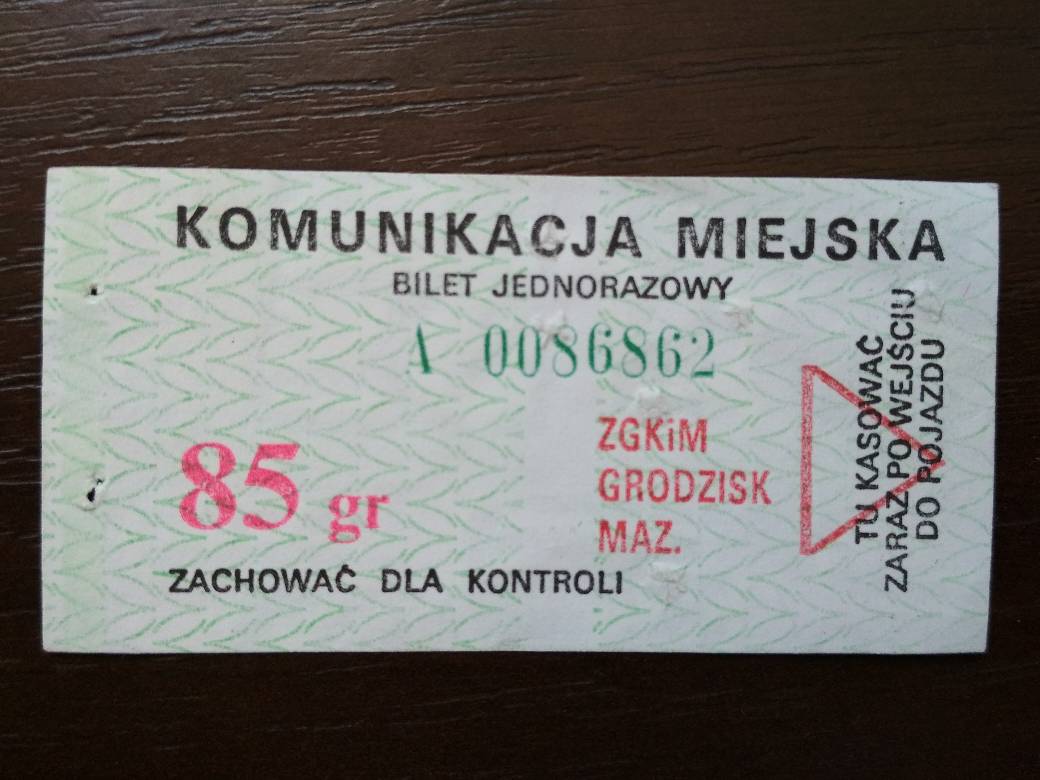 KOMUNIKACJA MIEJSKA
BILET JEDNORAZOWY
A 0086862
85 gr
ZGKiM
GRODZISK
MAZ.
ZACHOWAĆ DLA KONTROLI
TU KASOWAĆ
ZARAZ PO WEJŚCIU
DO POJAZDU